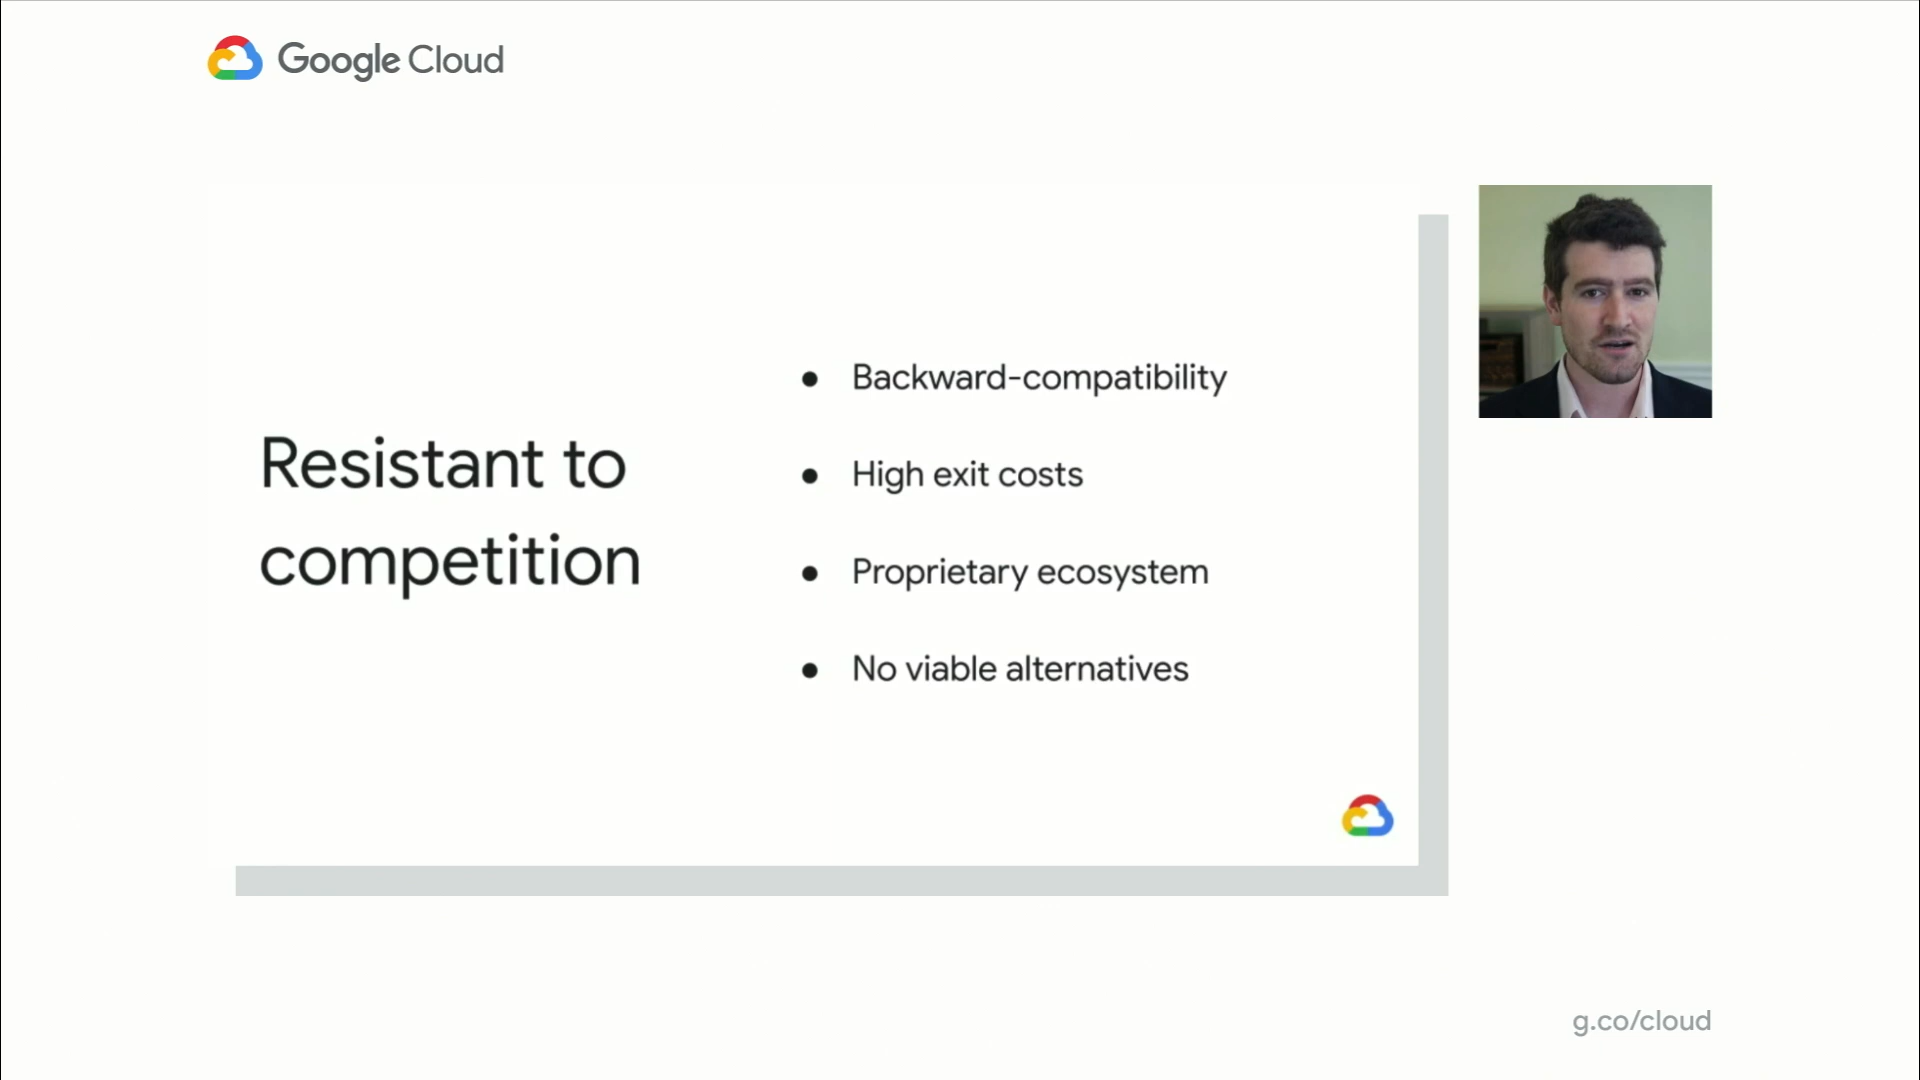 Google Cloud
Resistant to
competition
● Backward-compatibility
● High exit costs
● Proprietary ecosystem
● No viable alternatives
g.co/cloud